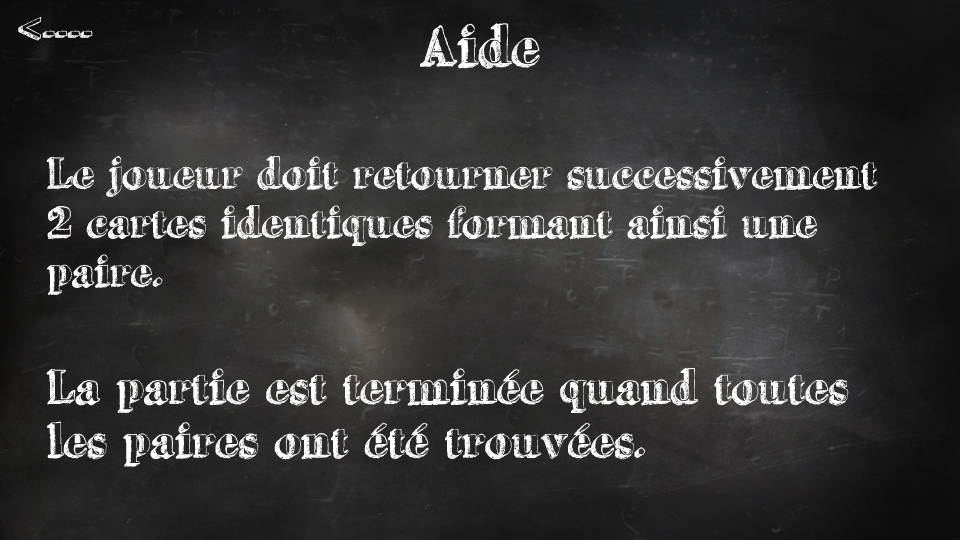 <----
Aide
Le joueur doit retourner successivement
2 cartes identiques formant ainsi une
paire.
La partie est terminée quand toutes
les paires ont été trouvées.